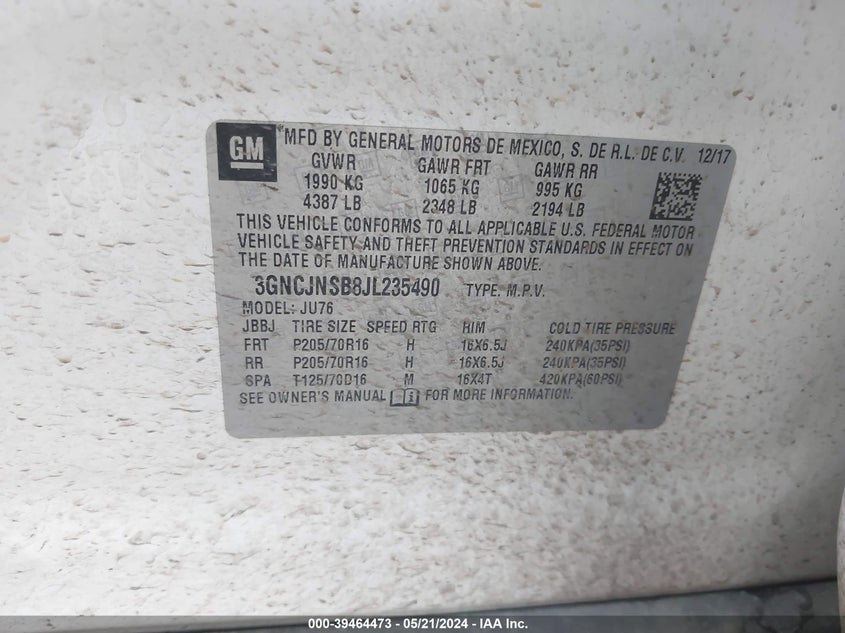 GM MFD BY GENERAL MOTORS DE MEXICO, S. DE R.L. DE C.V. 12/17
GVWR GAWR FRT GAWR RR
1990 KG 1065 KG 995 KG
4387 LB 2348 LB 2194 LB
THIS VEHICLE CONFORMS TO ALL APPLICABLE U.S. FEDERAL MOTOR
VEHICLE SAFETY AND THEFT PREVENTION STANDARDS IN EFFECT ON
THE DATE OF MANUFACTURE SHOWN ABOVE.
3GNCJNSB8JL235490 TYPE: M.P.V.
MODEL: JU76
JBBJ TIRE SIZE SPEED RTG RIM COLD TIRE PRESSURE
FRT P205/70R16 H 16X6.5J 240KPA(35PSI)
RR P205/70R16 H 16X6.5J 240KPA(35PSI)
SPA T125/70D16 M 16X4T 420KPA(60PSI)
SEE OWNER'S MANUAL FOR MORE INFORMATION.
000-39464473 - 05/21/2024 - IAA Inc.